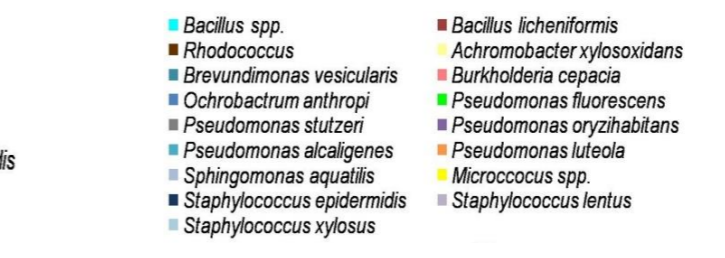 Bacillus spp.
Rhodococcus
Brevundimonas vesicularis
Ochrobactrum anthropi
Pseudomonas stutzeri
Pseudomonas alcaligenes
Sphingomonas aquatilis
Staphylococcus epidermidis
Staphylococcus xylosus
Bacillus licheniformis
Achromobacter xylosoxidans
Burkholderia cepacia
Pseudomonas fluorescens
Pseudomonas oryzihabitans
Pseudomonas luteola
Microccocus spp.
Staphylococcus lentus